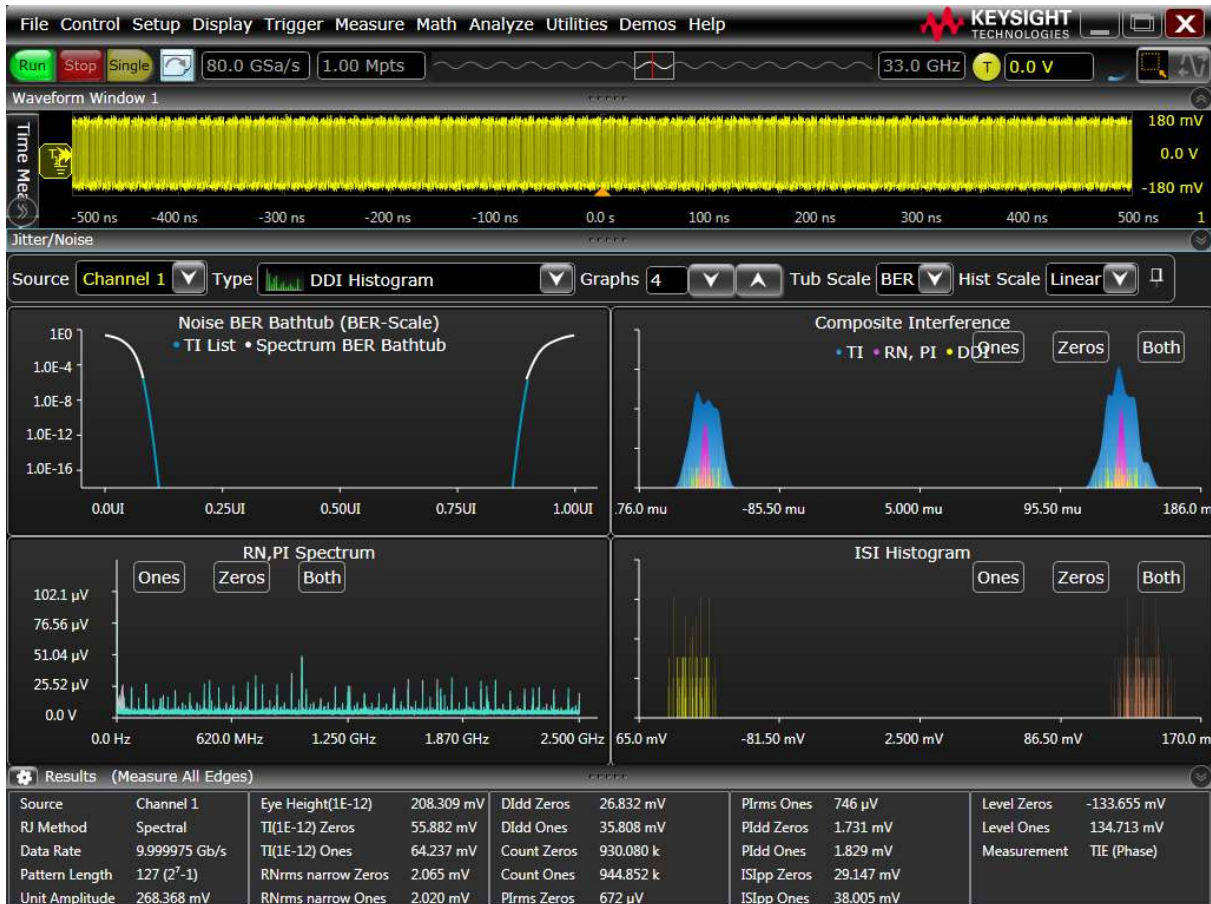 File Control Setup Display Trigger Measure Math Analyze Utilities Demos Help
KEYSIGHT
TECHNOLOGIES
Run Stop Single 80.0 GSa/s 1.00 Mpts 33.0 GHz T 0.0 V
Waveform Window 1
Time Mea
180 mV
0.0 V
-180 mV
-500 ns -400 ns -300 ns -200 ns -100 ns 0.0 s 100 ns 200 ns 300 ns 400 ns 500 ns 1
Jitter/Noise
Source Channel 1 Type DDI Histogram Graphs 4 Tub Scale BER Hist Scale Linear
Noise BER Bathtub (BER-Scale)
TI List • Spectrum BER Bathtub
1E0
1.0E-4
1.0E-8
1.0E-12
1.0E-16
0.0UI 0.25UI 0.50UI 0.75UI 1.00UI
Composite Interference
• TI • RN, PI • DDI
Ones Zeros Both
.76.0 mu -85.50 mu 5.000 mu 95.50 mu 186.0 m
RN,PI Spectrum
Ones Zeros Both
102.1 µV
76.56 µV
51.04 µV
25.52 µV
0.0 V
0.0 Hz 620.0 MHz 1.250 GHz 1.870 GHz 2.500 GHz
ISI Histogram
Ones Zeros Both
65.0 mV -81.50 mV 2.500 mV 86.50 mV 170.0 m
Results (Measure All Edges)
Source Channel 1 Eye Height(1E-12) 208.309 mV DIdd Zeros 26.832 mV PIrms Ones 746 µV Level Zeros -133.655 mV
RJ Method Spectral TI(1E-12) Zeros 55.882 mV DIdd Ones 35.808 mV PIdd Zeros 1.731 mV Level Ones 134.713 mV
Data Rate 9.999975 Gb/s TI(1E-12) Ones 64.237 mV Count Zeros 930.080 k PIdd Ones 1.829 mV Measurement TIE (Phase)
Pattern Length 127 (2⁷-1) RNrms narrow Zeros 2.065 mV Count Ones 944.852 k ISIpp Zeros 29.147 mV
Unit Amplitude 268.368 mV RNrms narrow Ones 2.020 mV PIrms Zeros 672 µV ISIpp Ones 38.005 mV